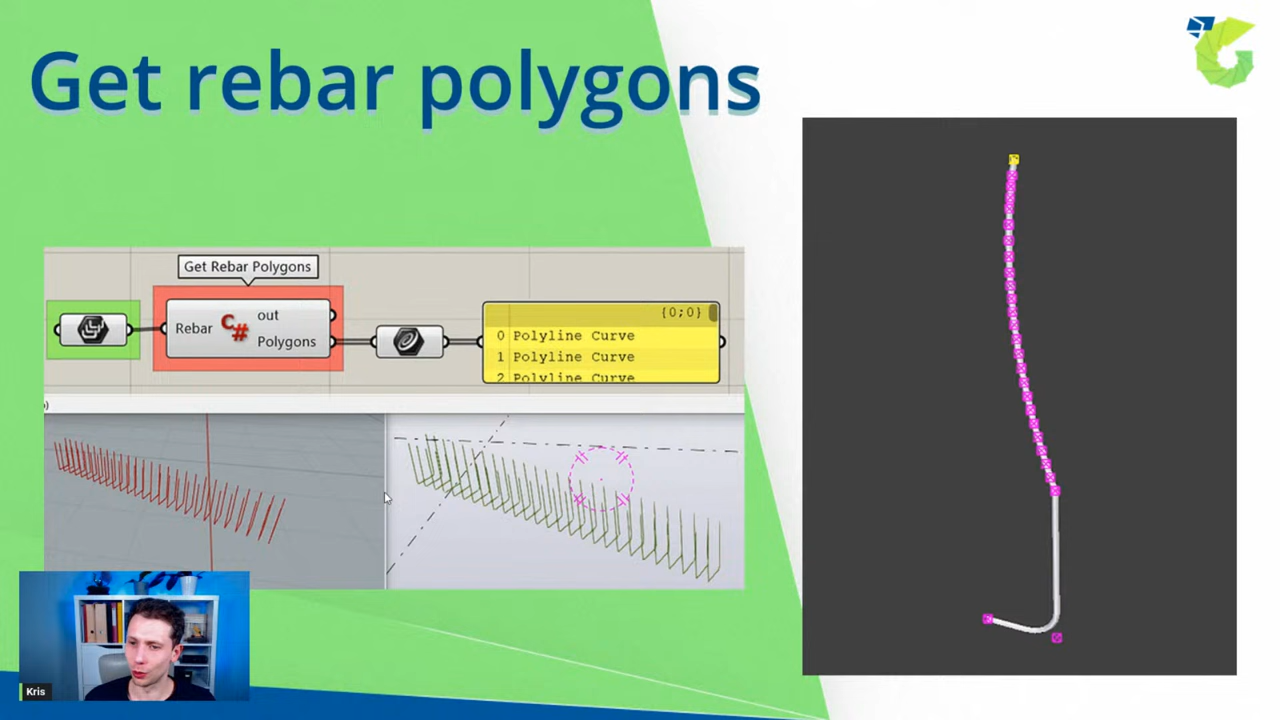 Get rebar polygons
Get Rebar Polygons
Rebar
C#
out
Polygons
{0;0}
0 Polyline Curve
1 Polyline Curve
2 Polyline Curve
)
Kris